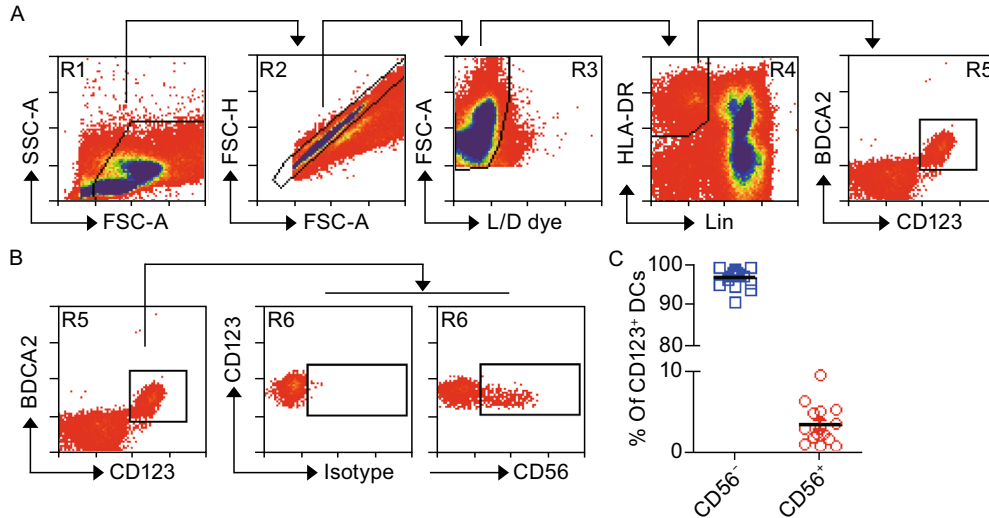 A
R1
SSC-A
FSC-A
R2
FSC-H
FSC-A
R3
FSC-A
L/D dye
R4
HLA-DR
Lin
R5
BDCA2
CD123
B
R5
BDCA2
CD123
R6
CD123
Isotype
R6
CD56
C
% Of CD123⁺ DCs
100
90
80
10
0
CD56⁻
CD56⁺